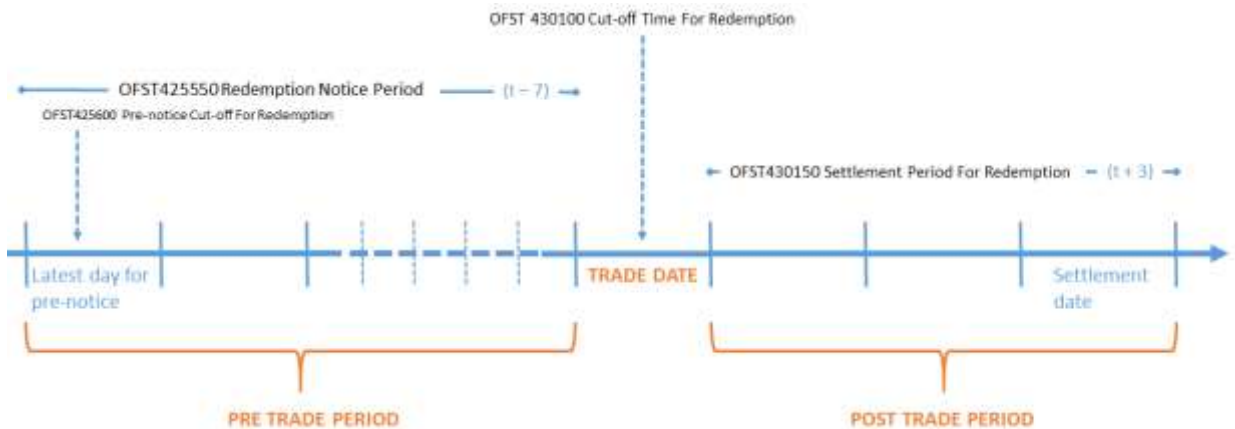 OFST 430100 Cut-off Time For Redemption
OFST425550 Redemption Notice Period (t – 7)
OFST425600 Pre-notice Cut-off For Redemption
OFST430150 Settlement Period For Redemption (t + 3)
Latest day for
pre-notice
TRADE DATE
Settlement
date
PRE TRADE PERIOD
POST TRADE PERIOD